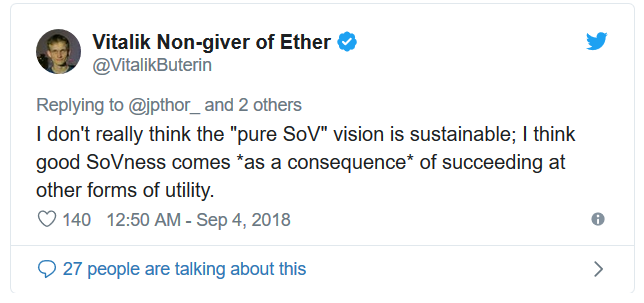 Vitalik Non-giver of Ether
@VitalikButerin
Replying to @jpthor_ and 2 others
I don't really think the "pure SoV" vision is sustainable; I think
good SoVness comes *as a consequence* of succeeding at
other forms of utility.
140 12:50 AM - Sep 4, 2018
27 people are talking about this